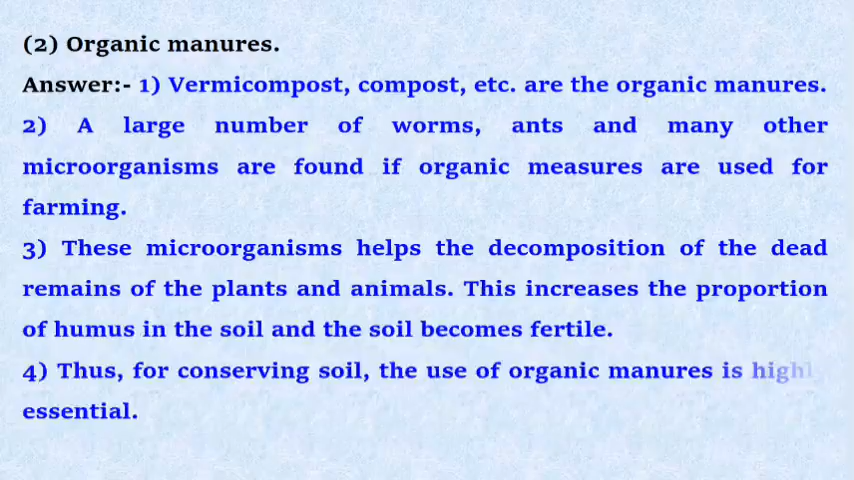 (2) Organic manures.
Answer:- 1) Vermicompost, compost, etc. are the organic manures.
2) A large number of worms, ants and many other
microorganisms are found if organic measures are used for
farming.
3) These microorganisms helps the decomposition of the dead
remains of the plants and animals. This increases the proportion
of humus in the soil and the soil becomes fertile.
4) Thus, for conserving soil, the use of organic manures is highly
essential.